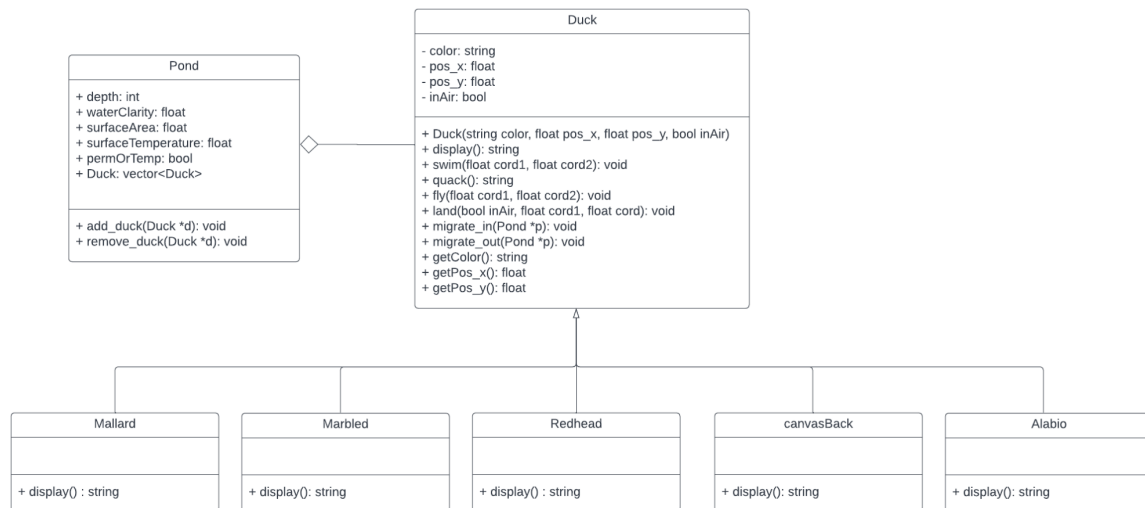 Duck
- color: string
- pos_x: float
- pos_y: float
- inAir: bool
+ Duck(string color, float pos_x, float pos_y, bool inAir)
+ display(): string
+ swim(float cord1, float cord2): void
+ quack(): string
+ fly(float cord1, float cord2): void
+ land(bool inAir, float cord1, float cord): void
+ migrate_in(Pond *p): void
+ migrate_out(Pond *p): void
+ getColor(): string
+ getPos_x(): float
+ getPos_y(): float
Pond
+ depth: int
+ waterClarity: float
+ surfaceArea: float
+ surfaceTemperature: float
+ permOrTemp: bool
+ Duck: vector<Duck>
+ add_duck(Duck *d): void
+ remove_duck(Duck *d): void
Mallard
+ display() : string
Marbled
+ display(): string
Redhead
+ display() : string
canvasBack
+ display(): string
Alabio
+ display(): string